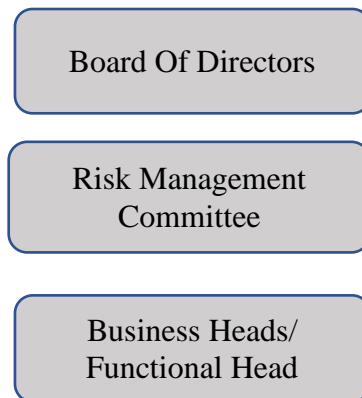 Board Of Directors
Risk Management
Committee
Business Heads/
Functional Head